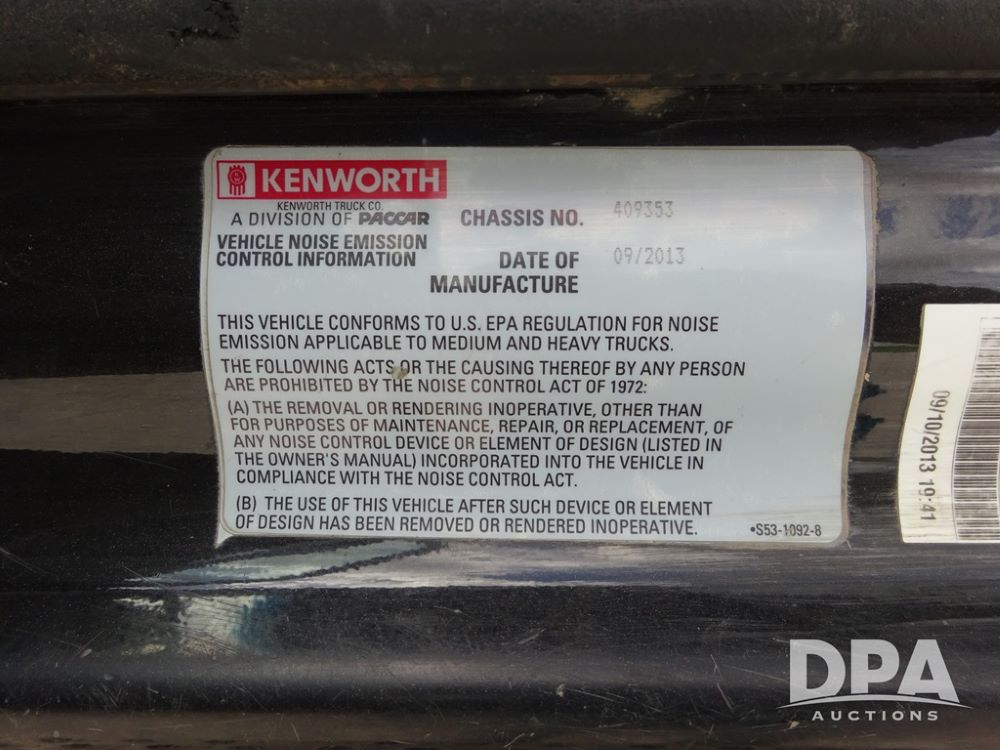 KENWORTH
KENWORTH TRUCK CO.
A DIVISION OF PACCAR
CHASSIS NO. 409353
VEHICLE NOISE EMISSION
CONTROL INFORMATION
DATE OF 09/2013
MANUFACTURE
THIS VEHICLE CONFORMS TO U.S. EPA REGULATION FOR NOISE
EMISSION APPLICABLE TO MEDIUM AND HEAVY TRUCKS.
THE FOLLOWING ACTS OR THE CAUSING THEREOF BY ANY PERSON
ARE PROHIBITED BY THE NOISE CONTROL ACT OF 1972:
(A) THE REMOVAL OR RENDERING INOPERATIVE, OTHER THAN
FOR PURPOSES OF MAINTENANCE, REPAIR, OR REPLACEMENT, OF
ANY NOISE CONTROL DEVICE OR ELEMENT OF DESIGN (LISTED IN
THE OWNER'S MANUAL) INCORPORATED INTO THE VEHICLE IN
COMPLIANCE WITH THE NOISE CONTROL ACT.
(B) THE USE OF THIS VEHICLE AFTER SUCH DEVICE OR ELEMENT
OF DESIGN HAS BEEN REMOVED OR RENDERED INOPERATIVE.
•S53-1092-8
09/10/2013 19:41
DPA
AUCTIONS